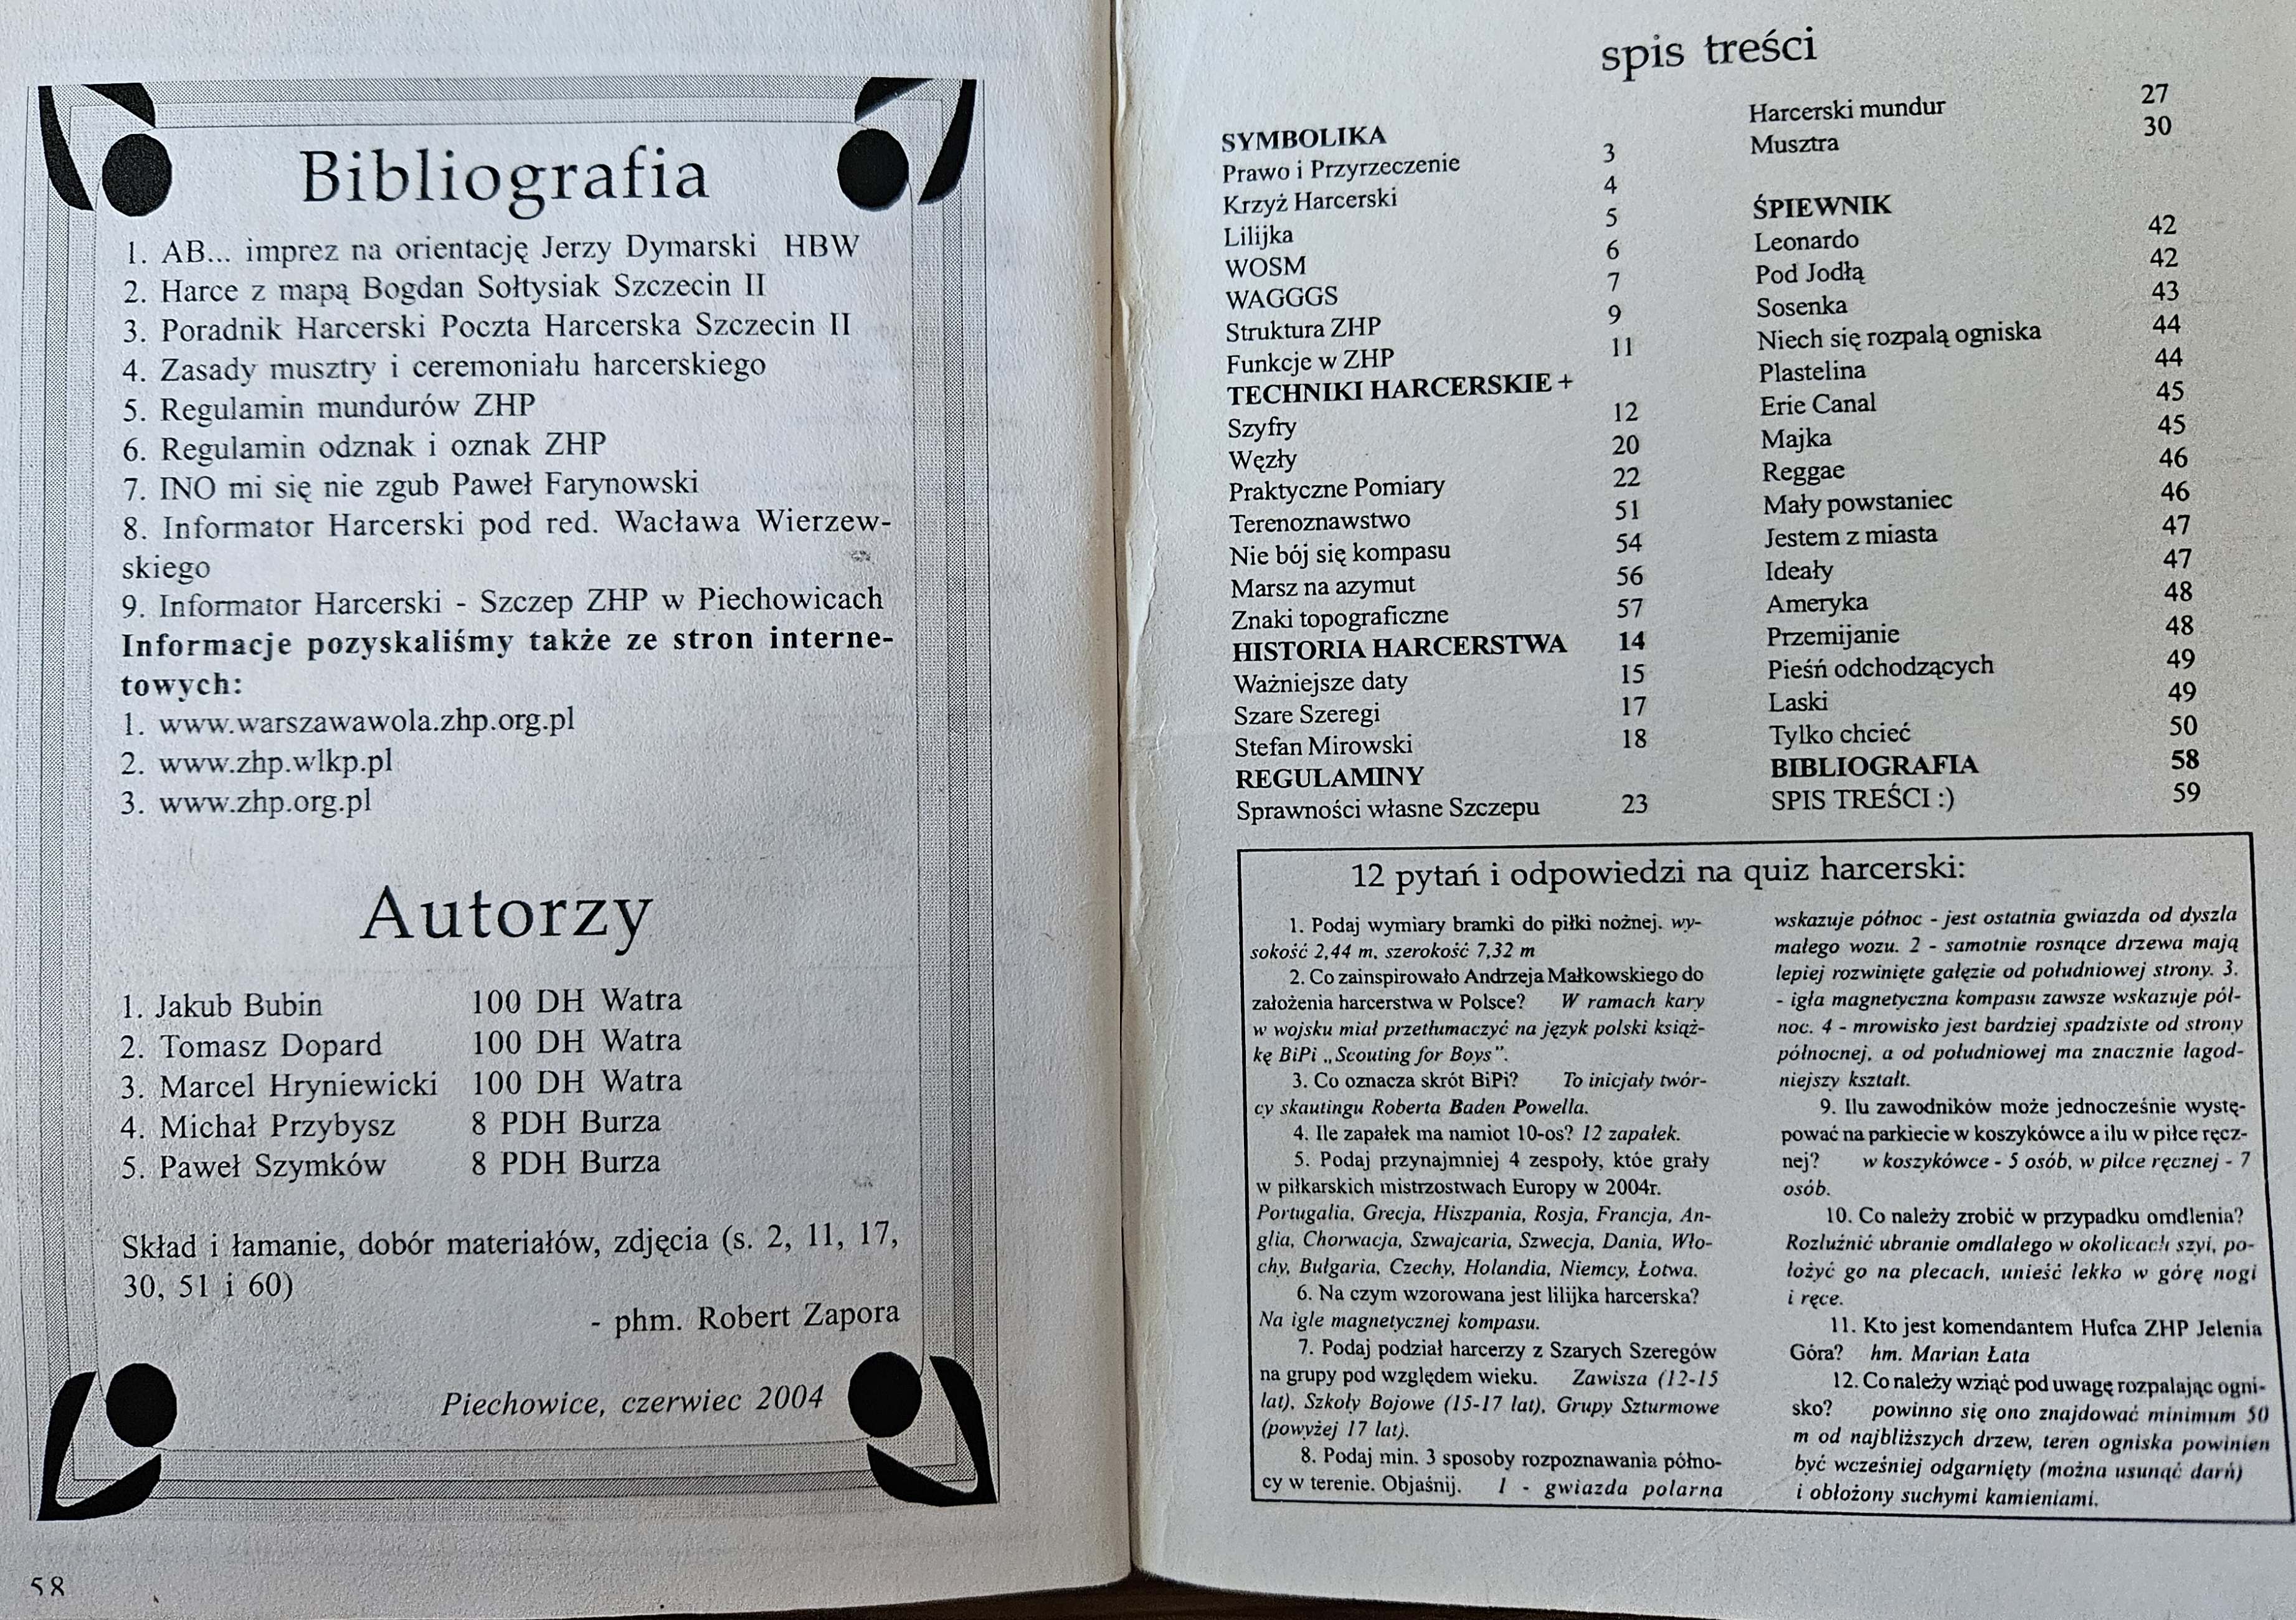 Bibliografia
1. AB... imprez na orientację Jerzy Dymarski HBW
2. Harce z mapą Bogdan Sołtysiak Szczecin II
3. Poradnik Harcerski Poczta Harcerska Szczecin II
4. Zasady musztry i ceremoniału harcerskiego
5. Regulamin mundurów ZHP
6. Regulamin odznak i oznak ZHP
7. INO mi się nie zgub Paweł Farynowski
8. Informator Harcerski pod red. Wacława Wierzew-
skiego
9. Informator Harcerski - Szczep ZHP w Piechowicach
Informacje pozyskaliśmy także ze stron interne-
towych:
1. www.warszawawola.zhp.org.pl
2. www.zhp.wlkp.pl
3. www.zhp.org.pl
Autorzy
1. Jakub Bubin 100 DH Watra
2. Tomasz Dopard 100 DH Watra
3. Marcel Hryniewicki 100 DH Watra
4. Michał Przybysz 8 PDH Burza
5. Paweł Szymków 8 PDH Burza
Skład i łamanie, dobór materiałów, zdjęcia (s. 2, 11, 17,
30, 51 i 60)
- phm. Robert Zapora
Piechowice, czerwiec 2004
58
spis treści
SYMBOLIKA
Prawo i Przyrzeczenie 3
Krzyż Harcerski 4
Lilijka 5
WOSM 6
WAGGGS 7
Struktura ZHP 9
Funkcje w ZHP 11
TECHNIKI HARCERSKIE +
Szyfry 12
Węzły 20
Praktyczne Pomiary 22
Terenoznawstwo 51
Nie bój się kompasu 54
Marsz na azymut 56
Znaki topograficzne 57
HISTORIA HARCERSTWA 14
Ważniejsze daty 15
Szare Szeregi 17
Stefan Mirowski 18
REGULAMINY
Sprawności własne Szczepu 23
Harcerski mundur 27
Musztra 30
ŚPIEWNIK
Leonardo 42
Pod Jodłą 42
Sosenka 43
Niech się rozpalą ogniska 44
Plastelina 44
Erie Canal 45
Majka 45
Reggae 46
Mały powstaniec 46
Jestem z miasta 47
Ideały 47
Ameryka 48
Przemijanie 48
Pieśń odchodzących 49
Laski 49
Tylko chcieć 50
BIBLIOGRAFIA 58
SPIS TREŚCI :) 59
12 pytań i odpowiedzi na quiz harcerski:
1. Podaj wymiary bramki do piłki nożnej. wy-
sokość 2,44 m, szerokość 7,32 m
2. Co zainspirowało Andrzeja Małkowskiego do
założenia harcerstwa w Polsce? W ramach kary
w wojsku miał przetłumaczyć na język polski książ-
kę BiPi „Scouting for Boys”.
3. Co oznacza skrót BiPi? To inicjały twór-
cy skautingu Roberta Baden Powella.
4. Ile zapałek ma namiot 10-os? 12 zapałek.
5. Podaj przynajmniej 4 zespoły, któe grały
w piłkarskich mistrzostwach Europy w 2004r.
Portugalia, Grecja, Hiszpania, Rosja, Francja, An-
glia, Chorwacja, Szwajcaria, Szwecja, Dania, Wło-
chy, Bułgaria, Czechy, Holandia, Niemcy, Łotwa.
6. Na czym wzorowana jest lilijka harcerska?
Na igle magnetycznej kompasu.
7. Podaj podział harcerzy z Szarych Szeregów
na grupy pod względem wieku. Zawisza (12-15
lat), Szkoły Bojowe (15-17 lat), Grupy Szturmowe
(powyżej 17 lat).
8. Podaj min. 3 sposoby rozpoznawania półno-
cy w terenie. Objaśnij. 1 - gwiazda polarna
wskazuje północ - jest ostatnia gwiazda od dyszla
małego wozu. 2 - samotnie rosnące drzewa mają
lepiej rozwinięte gałęzie od południowej strony. 3.
- igła magnetyczna kompasu zawsze wskazuje pół-
noc. 4 - mrowisko jest bardziej spadziste od strony
północnej, a od południowej ma znacznie łagod-
niejszy kształt.
9. Ilu zawodników może jednocześnie wystę-
pować na parkiecie w koszykówce a ilu w piłce ręcz-
nej? w koszykówce - 5 osób, w piłce ręcznej - 7
osób.
10. Co należy zrobić w przypadku omdlenia?
Rozluźnić ubranie omdlałego w okolicach szyi, po-
łożyć go na plecach, unieść lekko w górę nogi
i ręce.
11. Kto jest komendantem Hufca ZHP Jelenia
Góra? hm. Marian Łata
12. Co należy wziąć pod uwagę rozpalając ogni-
sko? powinno się ono znajdować minimum 50
m od najbliższych drzew, teren ogniska powinien
być wcześniej odgarnięty (można usunąć darń)
i obłożony suchymi kamieniami.